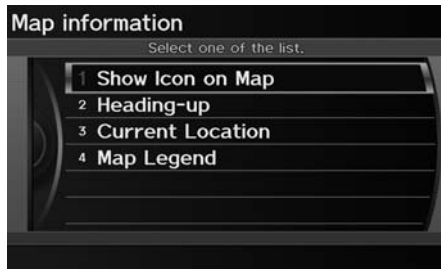 Map information
Select one of the list.
1 Show Icon on Map
2 Heading-up
3 Current Location
4 Map Legend